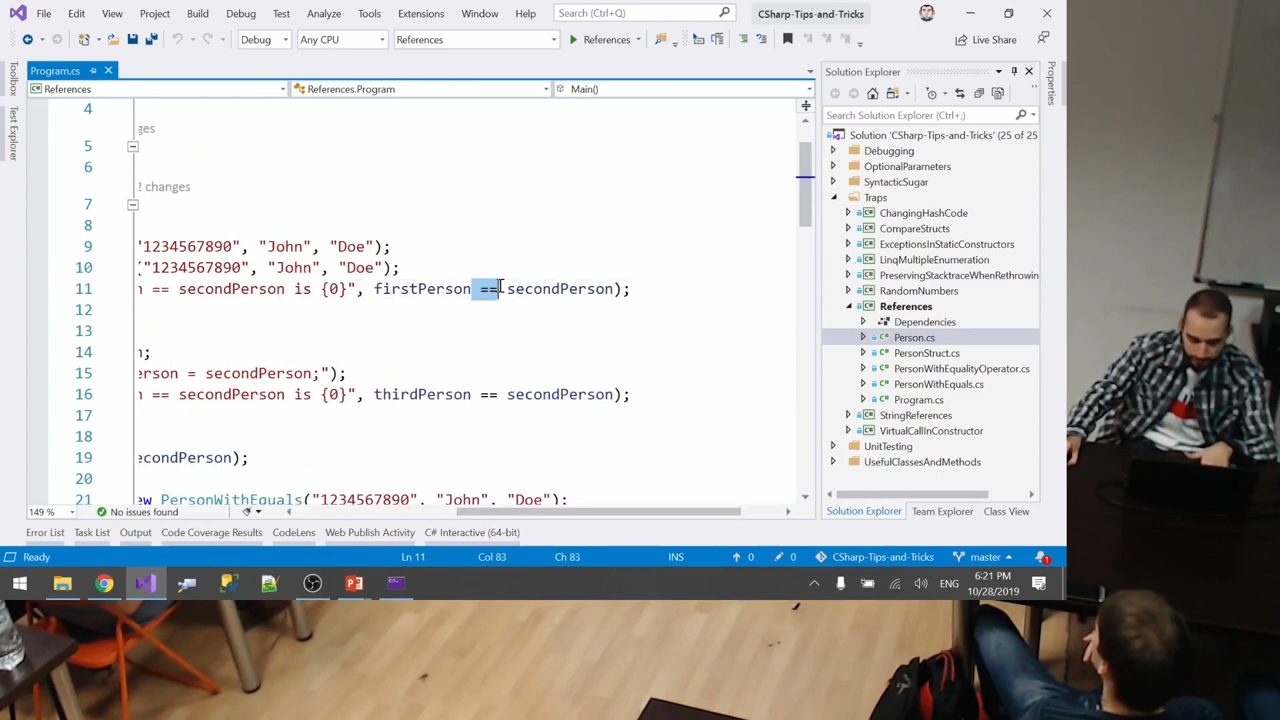 File Edit View Project Build Debug Test Analyze Tools Extensions Window Help Search (Ctrl+Q) CSharp-Tips-and-Tricks
Debug Any CPU References References Live Share
Toolbox
Test Explorer
Program.cs
References References.Program Main()
4
ges
5
6
2 changes
7
8
9 "1234567890", "John", "Doe");
10 ("1234567890", "John", "Doe");
11 n == secondPerson is {0}", firstPerson == secondPerson);
12
13
14 n;
15 erson = secondPerson;");
16 n == secondPerson is {0}", thirdPerson == secondPerson);
17
18
19 econdPerson);
20
21 ew PersonWithEquals("1234567890", "John", "Doe");
149 % No issues found
Solution Explorer
Search Solution Explorer (Ctrl+;)
Solution 'CSharp-Tips-and-Tricks' (25 of 25
Debugging
OptionalParameters
SyntacticSugar
Traps
C# ChangingHashCode
C# CompareStructs
C# ExceptionsInStaticConstructors
C# LinqMultipleEnumeration
C# PreservingStacktraceWhenRethrowin
C# RandomNumbers
C# References
Dependencies
C# Person.cs
C# PersonStruct.cs
C# PersonWithEqualityOperator.cs
C# PersonWithEquals.cs
C# Program.cs
C# StringReferences
C# VirtualCallInConstructor
UnitTesting
UsefulClassesAndMethods
Solution Explorer Team Explorer Class View
Properties
Error List Task List Output Code Coverage Results CodeLens Web Publish Activity C# Interactive (64-bit)
Ready Ln 11 Col 83 Ch 83 INS 0 0 CSharp-Tips-and-Tricks master 1
ENG 6:21 PM
10/28/2019